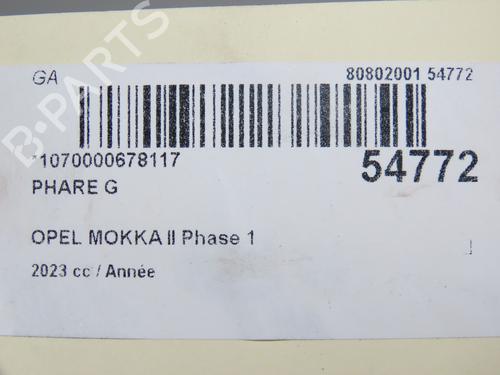 GA
80802001 54772
*1070000678117
54772
PHARE G
OPEL MOKKA II Phase 1
2023 cc / Année
B-PARTS